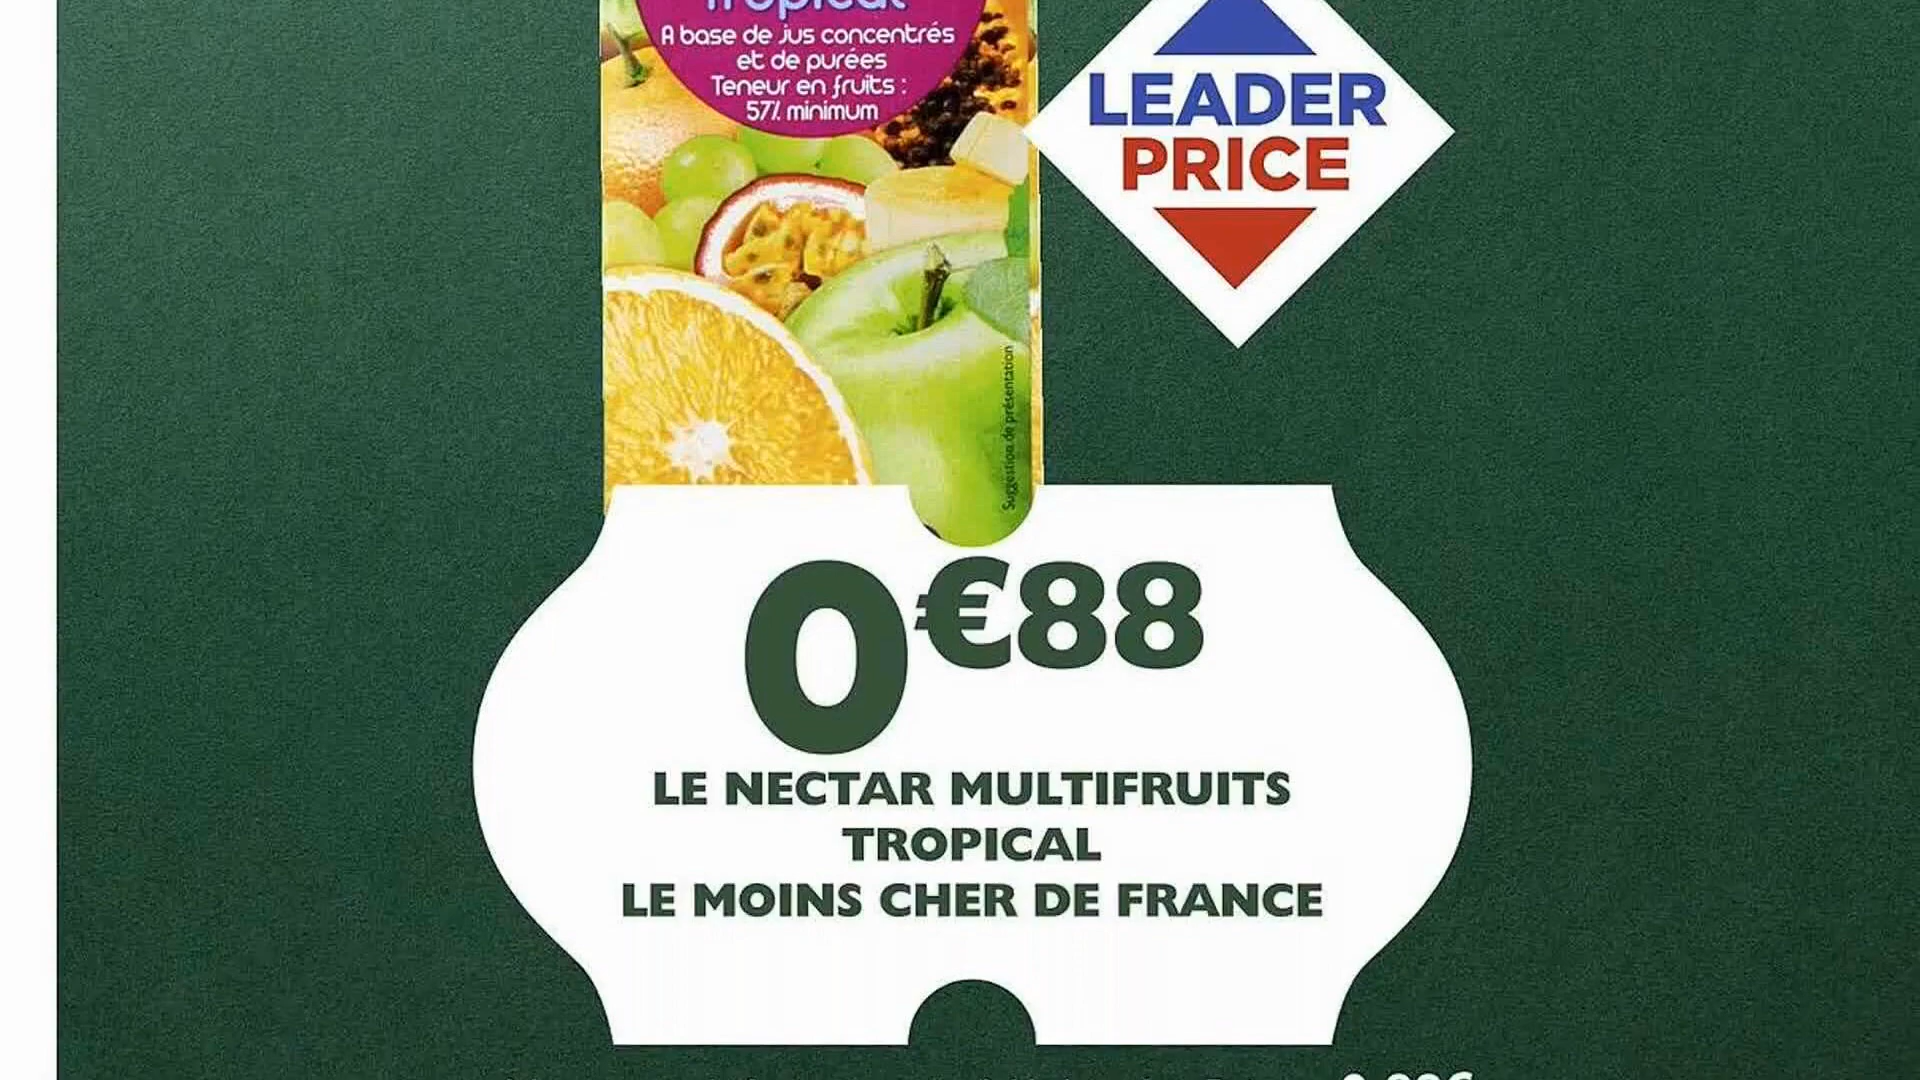 Tropical
A base de jus concentrés
et de purées
Teneur en fruits :
57% minimum
LEADER
PRICE
Suggestion de présentation
0€88
LE NECTAR MULTIFRUITS
TROPICAL
LE MOINS CHER DE FRANCE